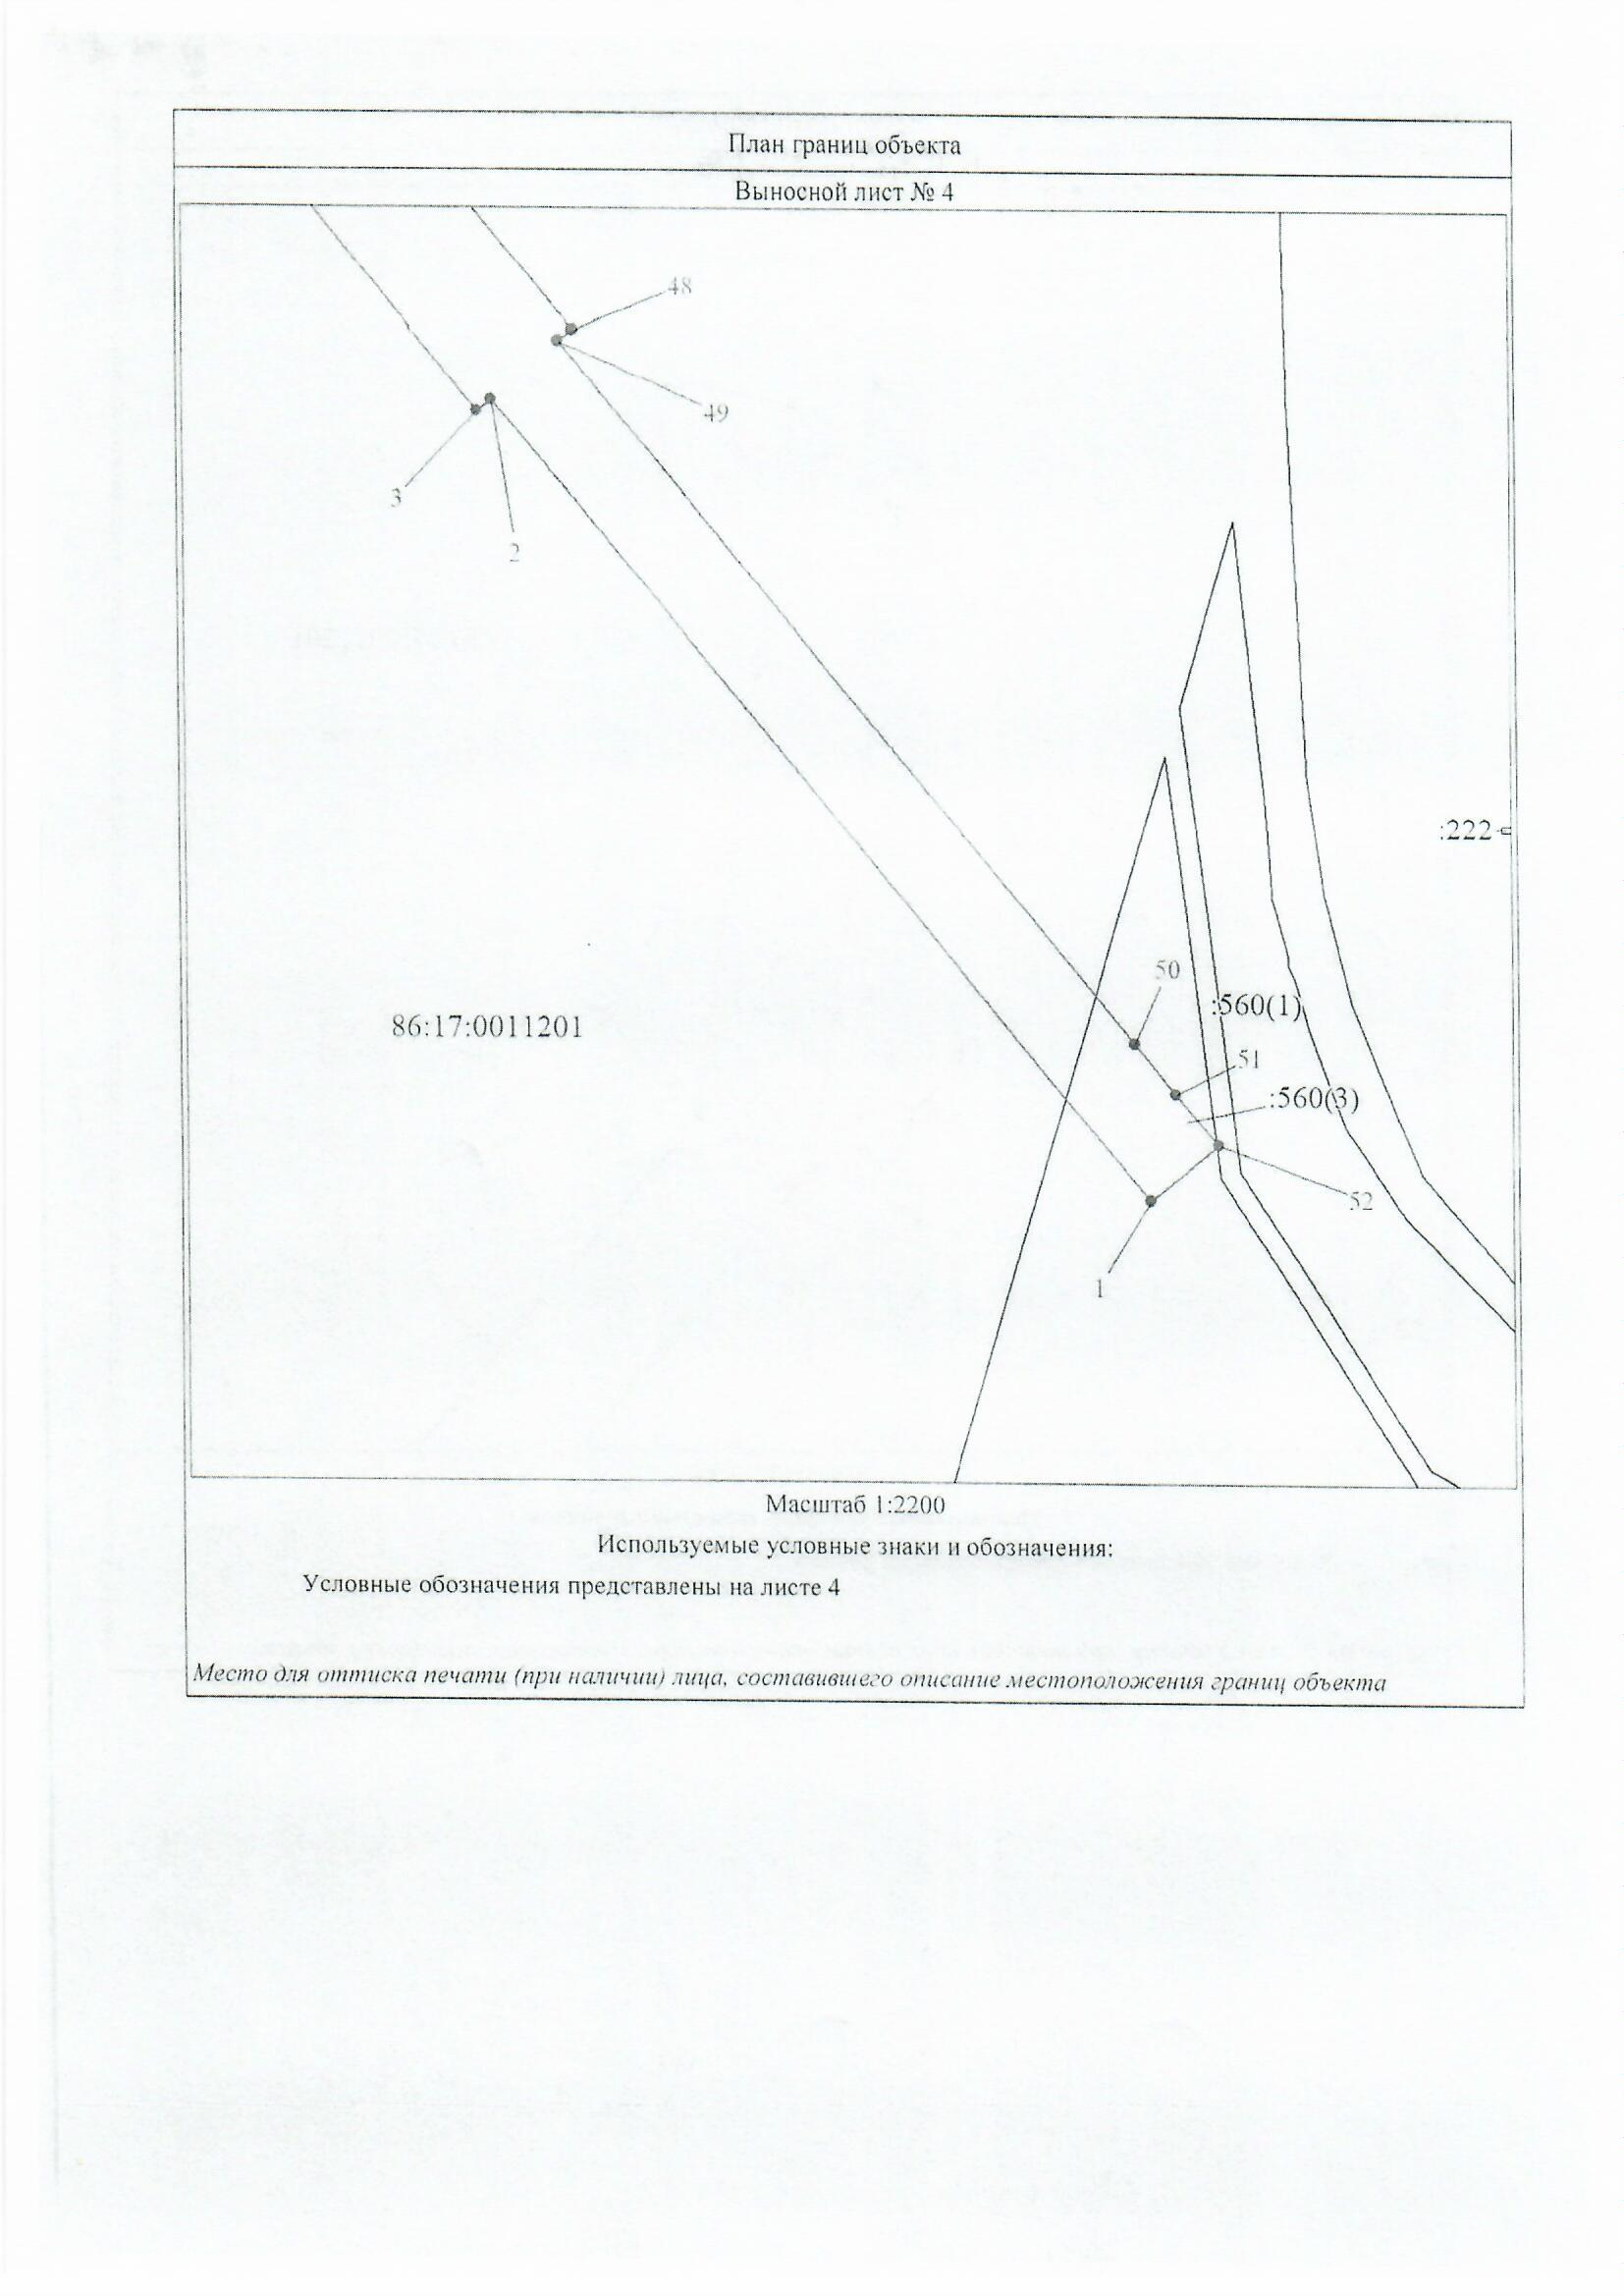 План границ объекта
Выносной лист № 4
48
49
3
2
:222
50
:560(1)
86:17:0011201
51
:560(3)
52
1
Масштаб 1:2200
Используемые условные знаки и обозначения:
Условные обозначения представлены на листе 4
Место для оттиска печати (при наличии) лица, составившего описание местоположения границ объекта